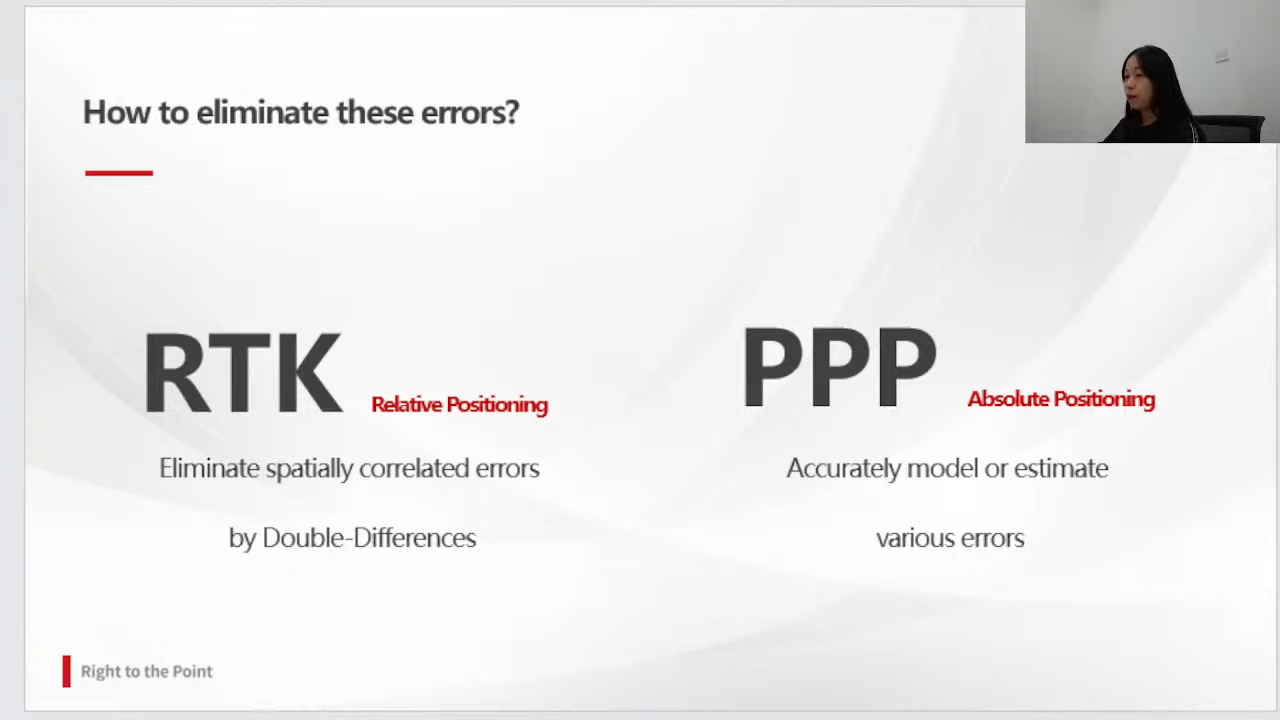 How to eliminate these errors?
RTK Relative Positioning
Eliminate spatially correlated errors
by Double-Differences
PPP Absolute Positioning
Accurately model or estimate
various errors
Right to the Point